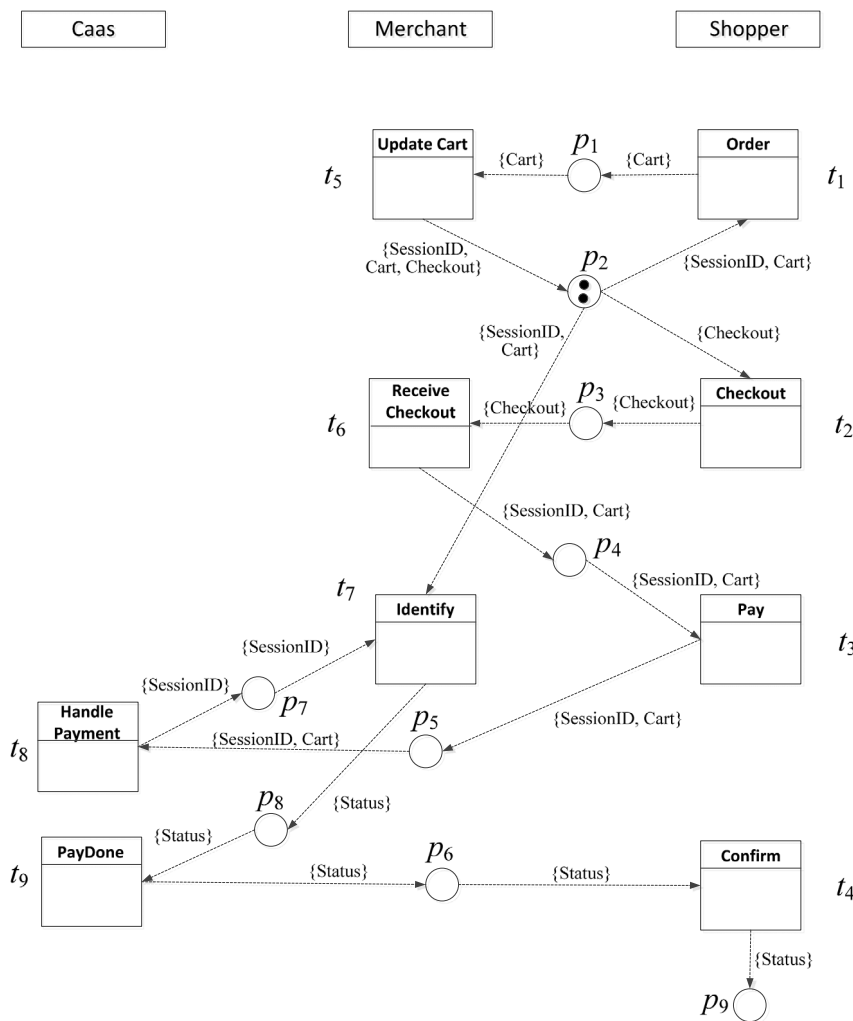 Caas
Merchant
Shopper
Update Cart
p1
Order
{Cart}
{Cart}
t5
t1
{SessionID,
Cart, Checkout}
p2
{SessionID, Cart}
{SessionID,
Cart}
{Checkout}
Receive
Checkout
p3
Checkout
{Checkout}
{Checkout}
t6
t2
{SessionID, Cart}
p4
{SessionID, Cart}
t7
Identify
Pay
{SessionID}
t3
{SessionID}
p7
Handle
Payment
p5
{SessionID, Cart}
{SessionID, Cart}
t8
p8
{Status}
{Status}
PayDone
p6
Confirm
t9
{Status}
{Status}
t4
{Status}
p9